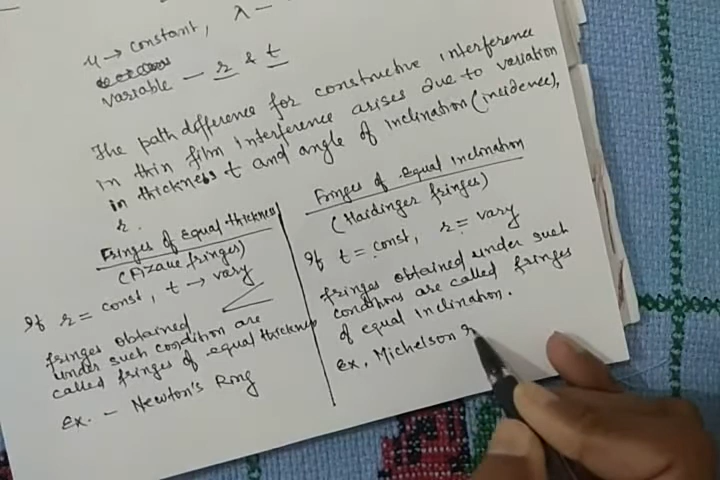 μ → constant, λ —
variable — r & t
The path difference for constructive interference
in thin film interference arises due to variation
in thickness t and angle of inclination (incidence),
r.
Fringes of Equal thickness
(Fizaue fringes)
If r = const, t → vary
fringes obtained
under such condition are
called fringes of equal thickness
Ex. — Newton's Ring
Fringes of equal inclination
(Haidinger fringes)
If t = const, r = vary
fringes obtained under such
conditions are called fringes
of equal Inclination.
Ex, Michelson